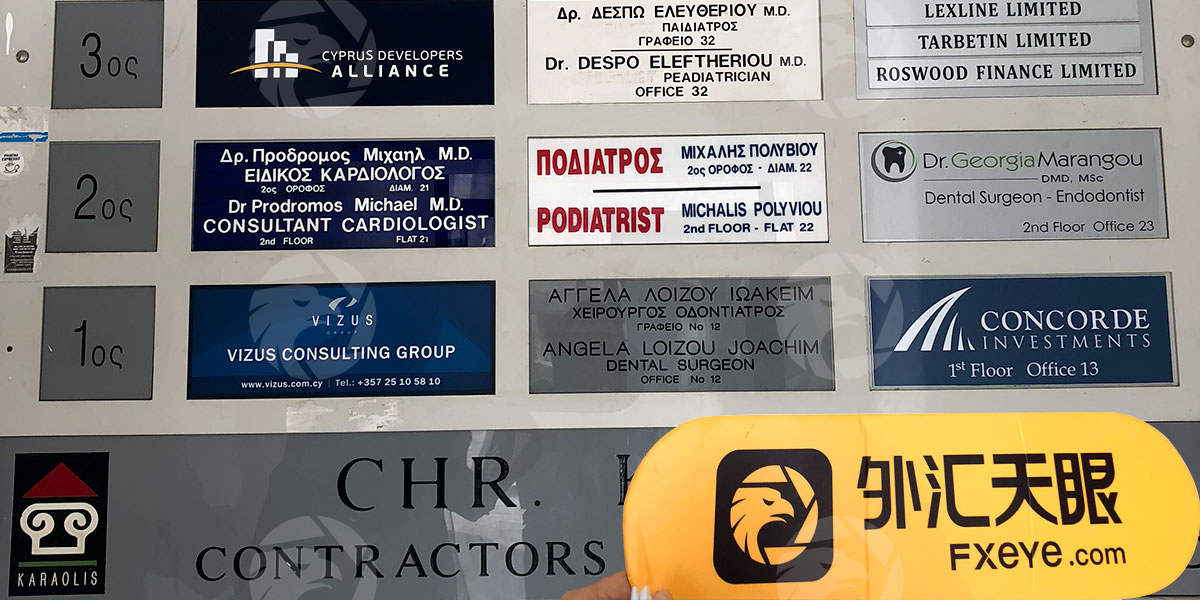 3ος
CYPRUS DEVELOPERS
ALLIANCE
Δρ. ΔΕΣΠΩ ΕΛΕΥΘΕΡΙΟΥ M.D.
ΠΑΙΔΙΑΤΡΟΣ
ΓΡΑΦΕΙΟ 32
Dr. DESPO ELEFTHERIOU M.D.
PEADIATRICIAN
OFFICE 32
LEXLINE LIMITED
TARBETIN LIMITED
ROSWOOD FINANCE LIMITED
2ος
Δρ. Προδρομος Μιχαηλ M.D.
ΕΙΔΙΚΟΣ ΚΑΡΔΙΟΛΟΓΟΣ
2ος ΟΡΟΦΟΣ ΔΙΑΜ. 21
Dr Prodromos Michael M.D.
CONSULTANT CARDIOLOGIST
2nd FLOOR FLAT 21
ΠΟΔΙΑΤΡΟΣ
ΜΙΧΑΛΗΣ ΠΟΛΥΒΙΟΥ
2ος ΟΡΟΦΟΣ - ΔΙΑΜ. 22
PODIATRIST
MICHALIS POLYVIOU
2nd FLOOR - FLAT 22
Dr. Georgia Marangou
DMD, MSc
Dental Surgeon - Endodontist
2nd Floor Office 23
1ος
VIZUS
GROUP
VIZUS CONSULTING GROUP
www.vizus.com.cy | Tel.: +357 25 10 58 10
ΑΓΓΕΛΑ ΛΟΙΖΟΥ ΙΩΑΚΕΙΜ
ΧΕΙΡΟΥΡΓΟΣ ΟΔΟΝΤΙΑΤΡΟΣ
ΓΡΑΦΕΙΟ No 12
ANGELA LOIZOU JOACHIM
DENTAL SURGEON
OFFICE No 12
CONCORDE
INVESTMENTS
1st Floor Office 13
KARAOLIS
CHR.
CONTRACTORS
外汇天眼
FXeye.com